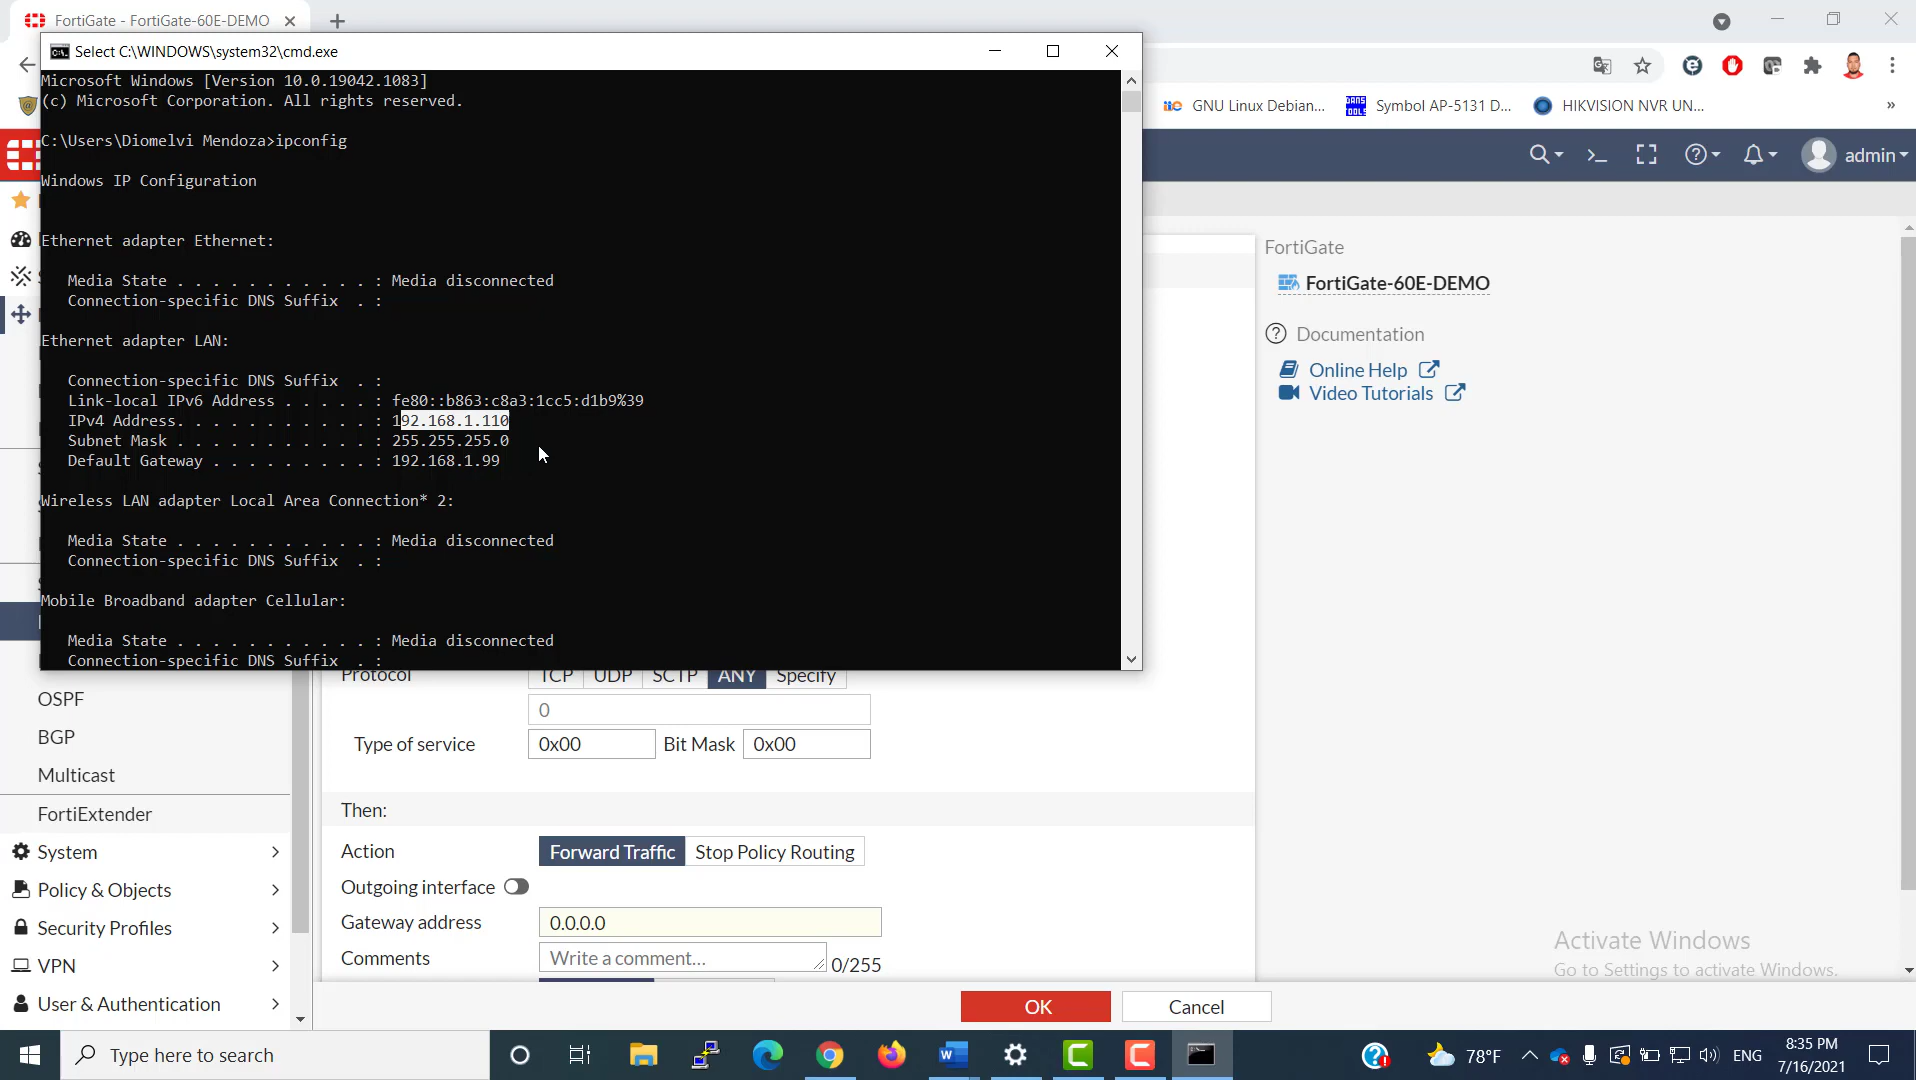 FortiGate - FortiGate-60E-DEMO
Select C:\WINDOWS\system32\cmd.exe
Microsoft Windows [Version 10.0.19042.1083]
(c) Microsoft Corporation. All rights reserved.
C:\Users\Diomelvi Mendoza>ipconfig
Windows IP Configuration
Ethernet adapter Ethernet:
Media State . . . . . . . . . . . : Media disconnected
Connection-specific DNS Suffix . :
Ethernet adapter LAN:
Connection-specific DNS Suffix . :
Link-local IPv6 Address . . . . . : fe80::b863:c8a3:1cc5:d1b9%39
IPv4 Address. . . . . . . . . . . : 192.168.1.110
Subnet Mask . . . . . . . . . . . : 255.255.255.0
Default Gateway . . . . . . . . . : 192.168.1.99
Wireless LAN adapter Local Area Connection* 2:
Media State . . . . . . . . . . . : Media disconnected
Connection-specific DNS Suffix . :
Mobile Broadband adapter Cellular:
Media State . . . . . . . . . . . : Media disconnected
Connection-specific DNS Suffix . :
GNU Linux Debian... Symbol AP-5131 D... HIKVISION NVR UN... »
admin
FortiGate
FortiGate-60E-DEMO
Documentation
Online Help
Video Tutorials
OSPF
BGP
Multicast
FortiExtender
System
Policy & Objects
Security Profiles
VPN
User & Authentication
Protocol TCP UDP SCTP ANY Specify
0
Type of service 0x00 Bit Mask 0x00
Then:
Action Forward Traffic Stop Policy Routing
Outgoing interface
Gateway address 0.0.0.0
Comments Write a comment... 0/255
OK Cancel
Activate Windows
Go to Settings to activate Windows.
Type here to search
78°F
ENG
8:35 PM
7/16/2021